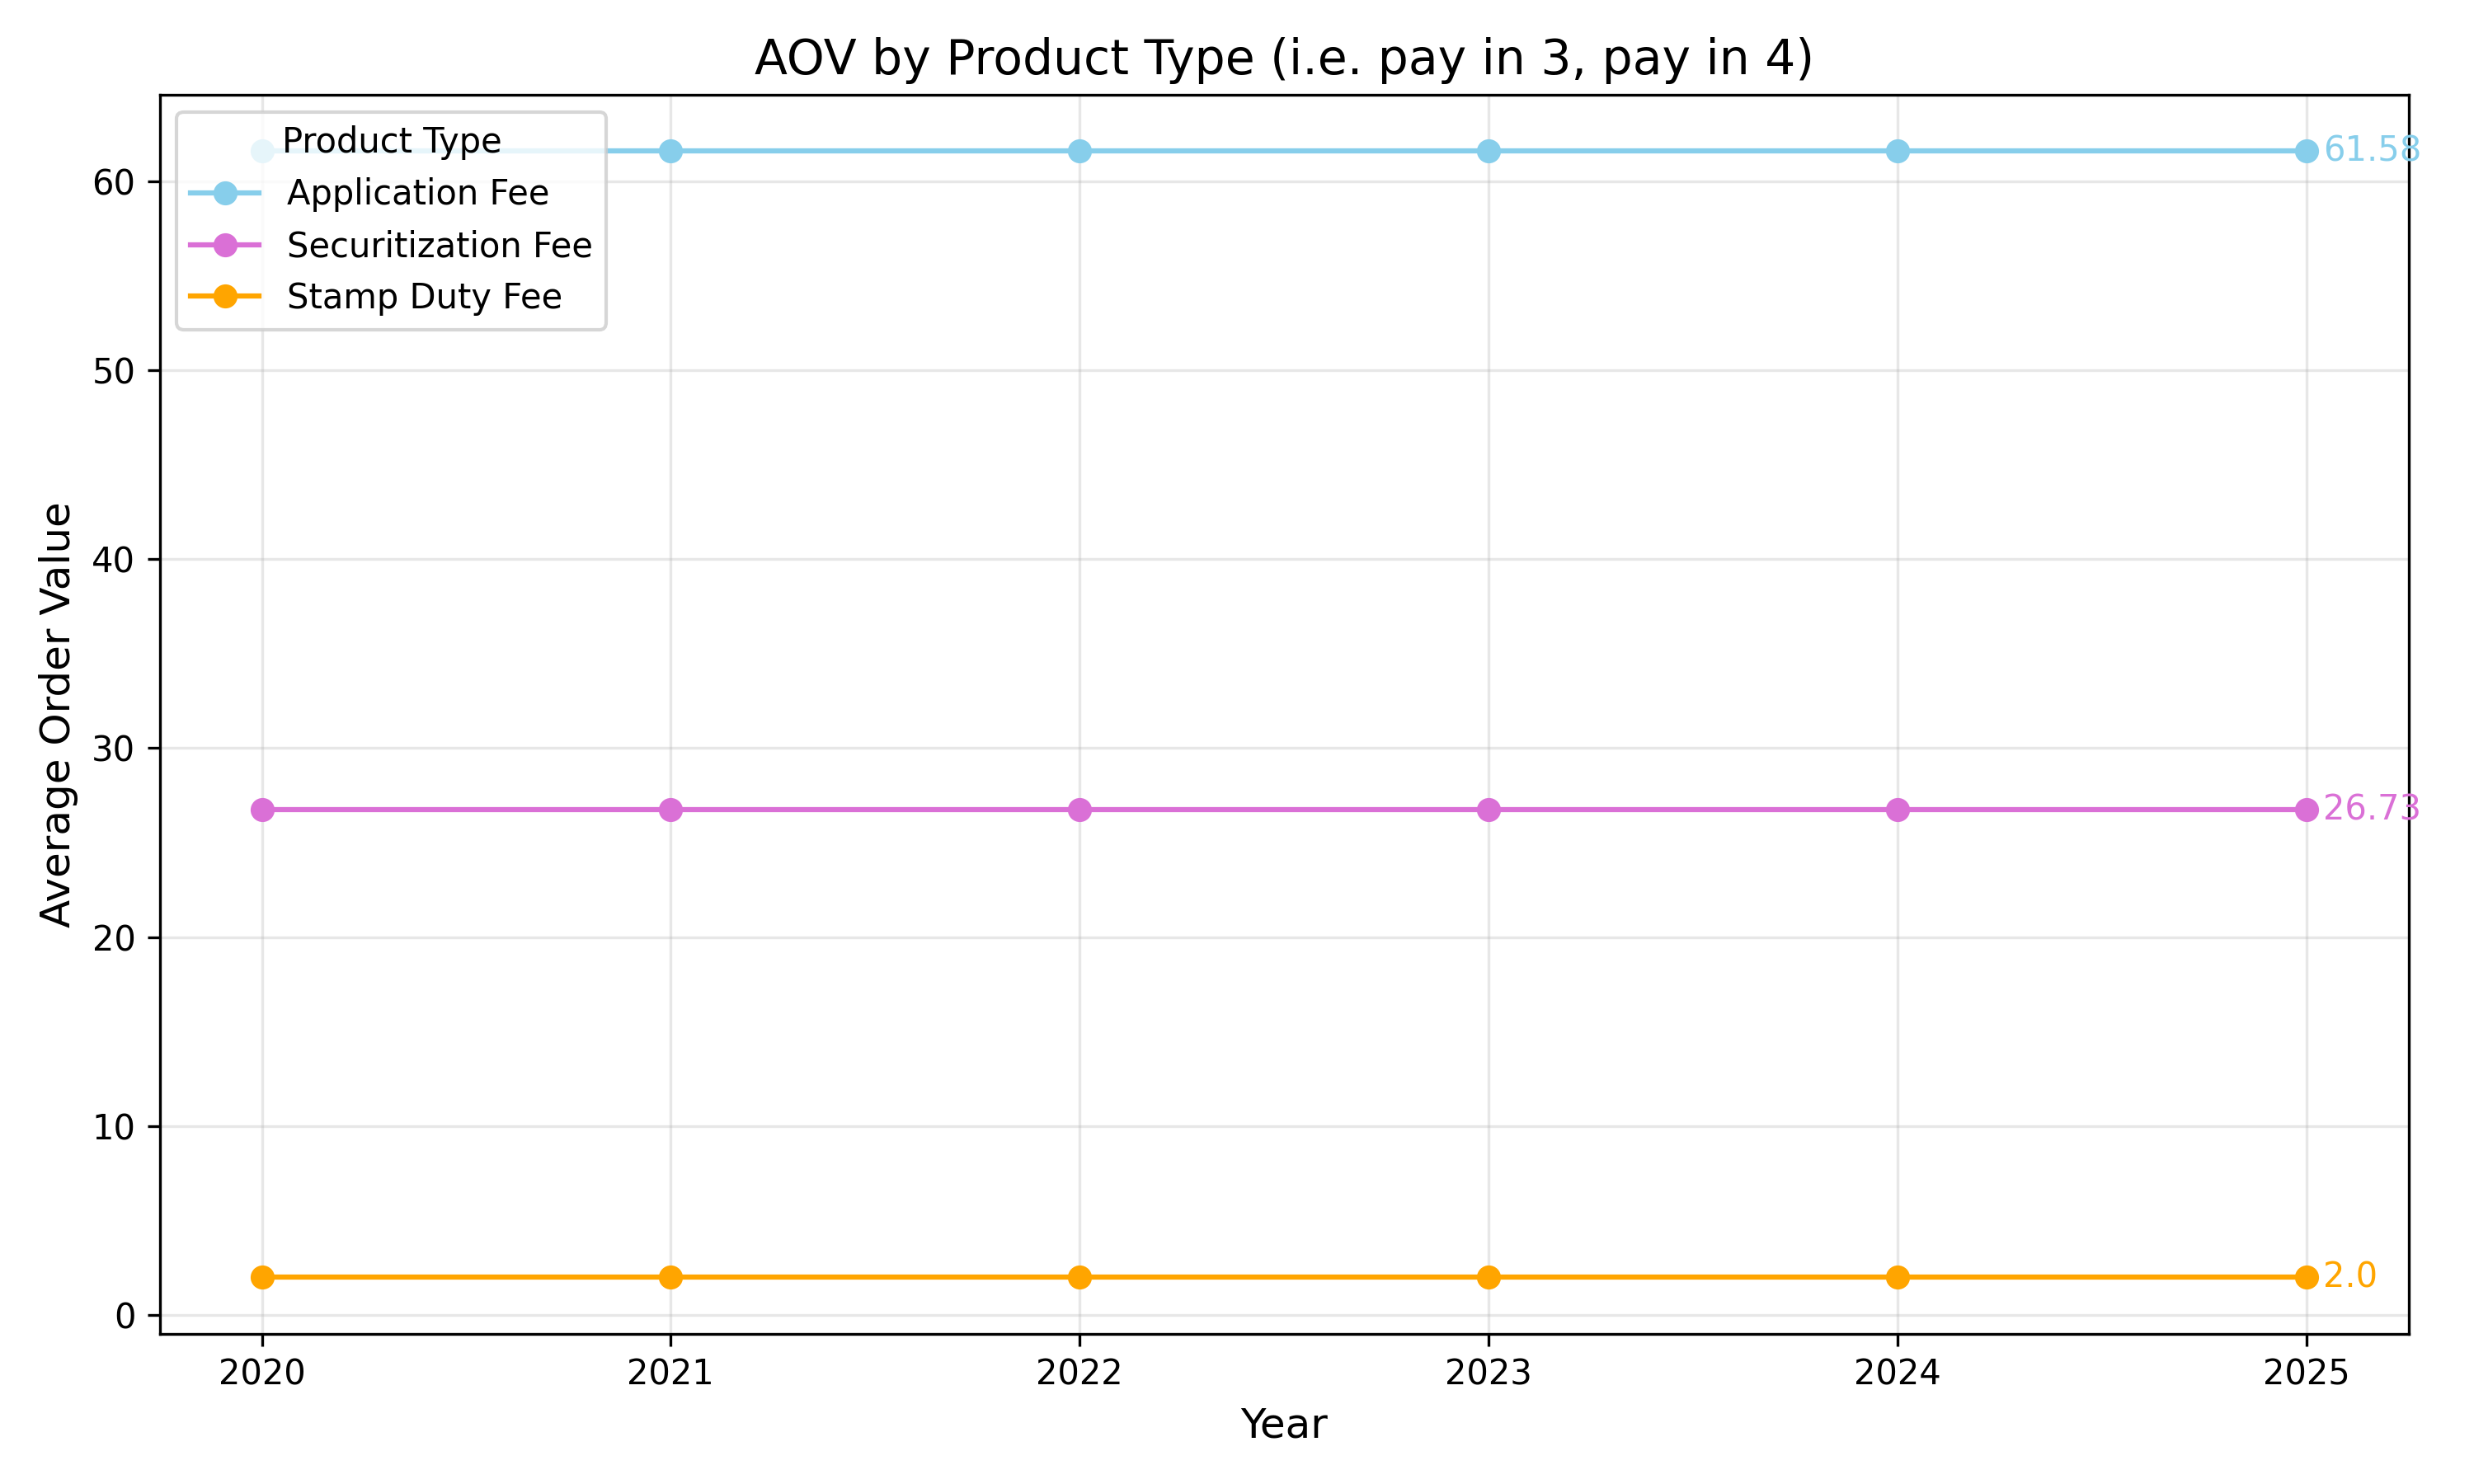 AOV by Product Type (i.e. pay in 3, pay in 4)
Product Type
Application Fee
Securitization Fee
Stamp Duty Fee
Average Order Value
60
50
40
30
20
10
0
61.58
26.73
2.0
2020 2021 2022 2023 2024 2025
Year